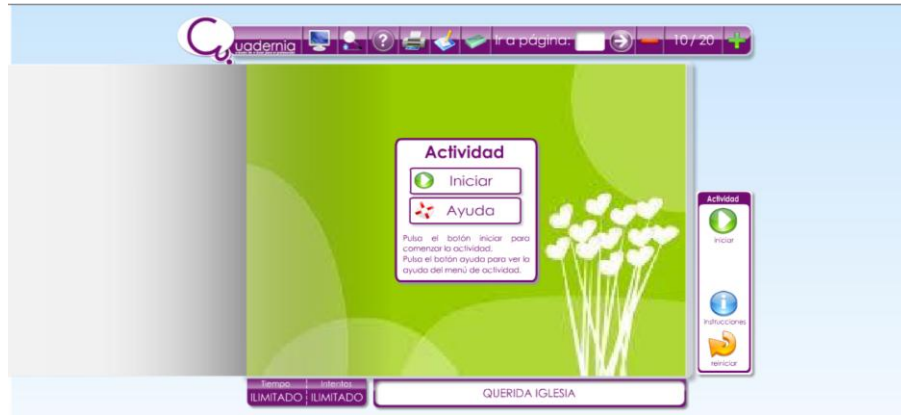 Cuadernia
Ir a página:
10 / 20
Actividad
Iniciar
Ayuda
Pulsa el botón iniciar para
comenzar la actividad.
Pulsa el botón ayuda para ver la
ayuda del menú de actividad.
Actividad
Iniciar
Instrucciones
reiniciar
Tiempo
Intentos
ILIMITADO
ILIMITADO
QUERIDA IGLESIA